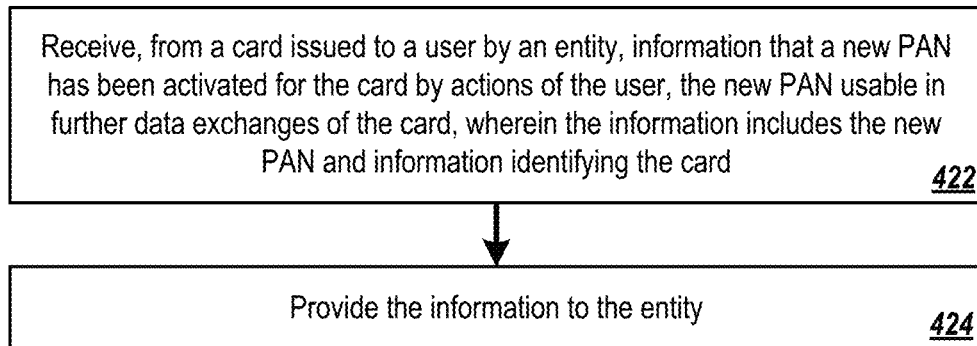 Receive, from a card issued to a user by an entity, information that a new PAN
has been activated for the card by actions of the user, the new PAN usable in
further data exchanges of the card, wherein the information includes the new
PAN and information identifying the card
422
Provide the information to the entity
424